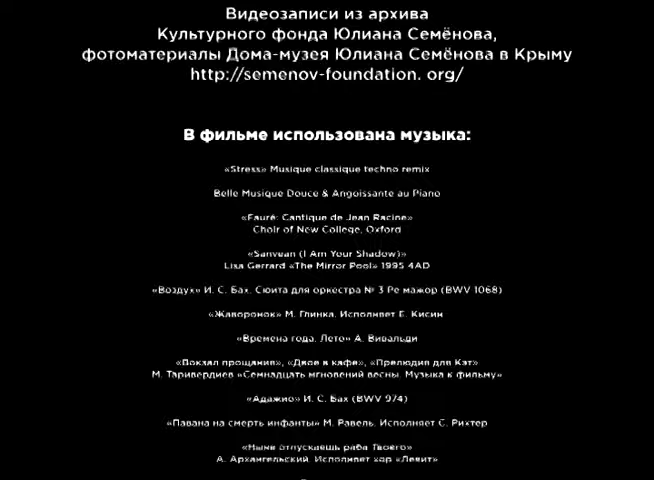 Видеозаписи из архива
Культурного фонда Юлиана Семёнова,
фотоматериалы Дома-музея Юлиана Семёнова в Крыму
http://semenov-foundation. org/
В фильме использована музыка:
«Stress» Musique classique techno remix
Belle Musique Douce & Angoissante au Piano
«Fauré: Cantique de Jean Racine»
Choir of New College, Oxford
«Sanvean (I Am Your Shadow)»
Lisa Gerrard «The Mirror Pool» 1995 4AD
«Воздух» И. С. Бах. Сюита для оркестра № 3 Ре мажор (BWV 1068)
«Жаворонок» М. Глинка. Исполняет Е. Кисин
«Времена года. Лето» А. Вивальди
«Вокзал прощания», «Двое в кафе», «Прелюдия для Кэт»
М. Таривердиев «Семнадцать мгновений весны. Музыка к фильму»
«Адажио» И. С. Бах (BWV 974)
«Павана на смерть инфанты» М. Равель. Исполняет С. Рихтер
«Ныне отпускаешь раба Твоего»
А. Архангельский. Исполняет хор «Левит»